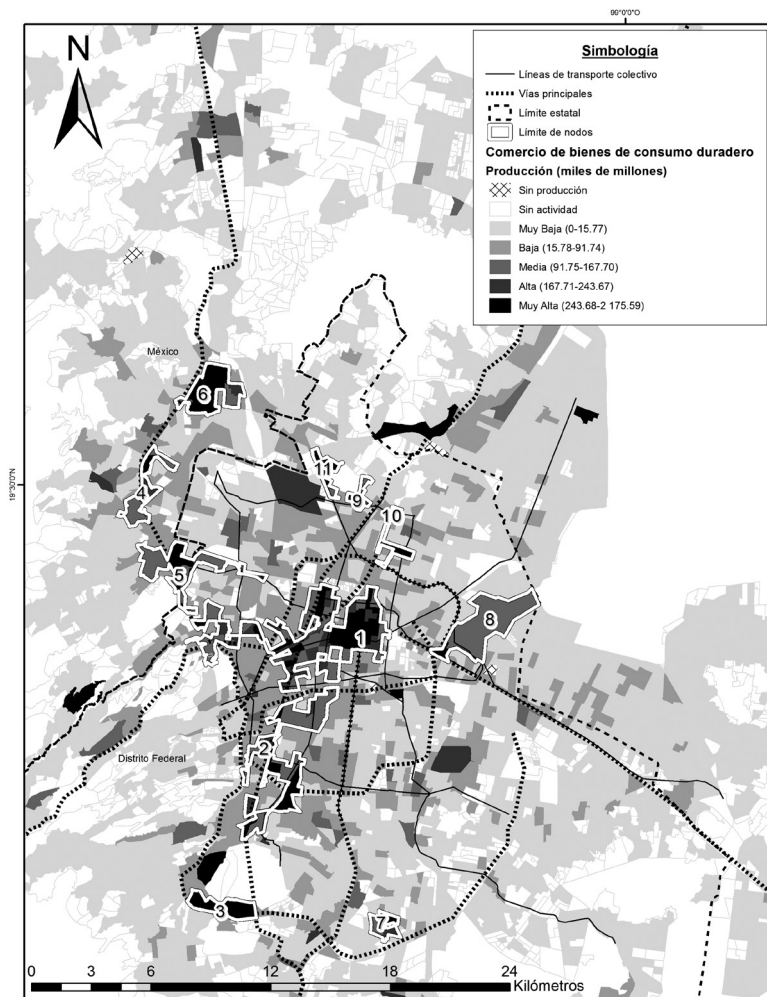 99°0'0"O
N
Simbología
Líneas de transporte colectivo
Vías principales
Límite estatal
Límite de nodos
Comercio de bienes de consumo duradero
Producción (miles de millones)
Sin producción
Sin actividad
Muy Baja (0-15.77)
Baja (15.78-91.74)
Media (91.75-167.70)
Alta (167.71-243.67)
Muy Alta (243.68-2 175.59)
México
6
19°30'0"N
11
4
9
10
5
8
1
2
Distrito Federal
3
7
0 3 6 12 18 24
Kilómetros